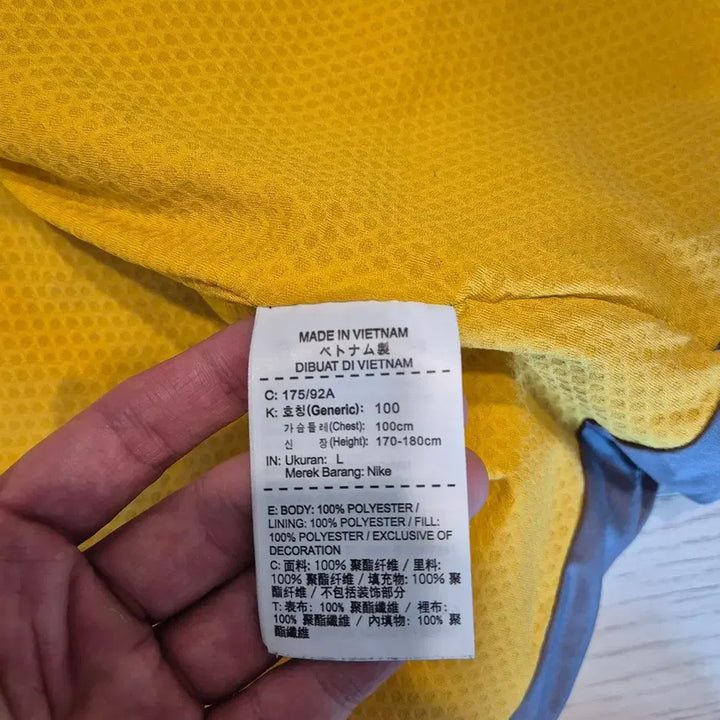 MADE IN VIETNAM
ベトナム製
DIBUAT DI VIETNAM
C: 175/92A
K: 호칭(Generic): 100
가슴둘레(Chest): 100cm
신 장(Height): 170-180cm
IN: Ukuran: L
Merek Barang: Nike
E: BODY: 100% POLYESTER /
LINING: 100% POLYESTER / FILL:
100% POLYESTER / EXCLUSIVE OF
DECORATION
C: 面料: 100% 聚酯纤维 / 里料:
100% 聚酯纤维 / 填充物: 100% 聚
酯纤维 / 不包括装饰部分
T: 表布: 100% 聚酯纖維 / 裡布:
100% 聚酯纖維 / 內填物: 100% 聚
酯纖維